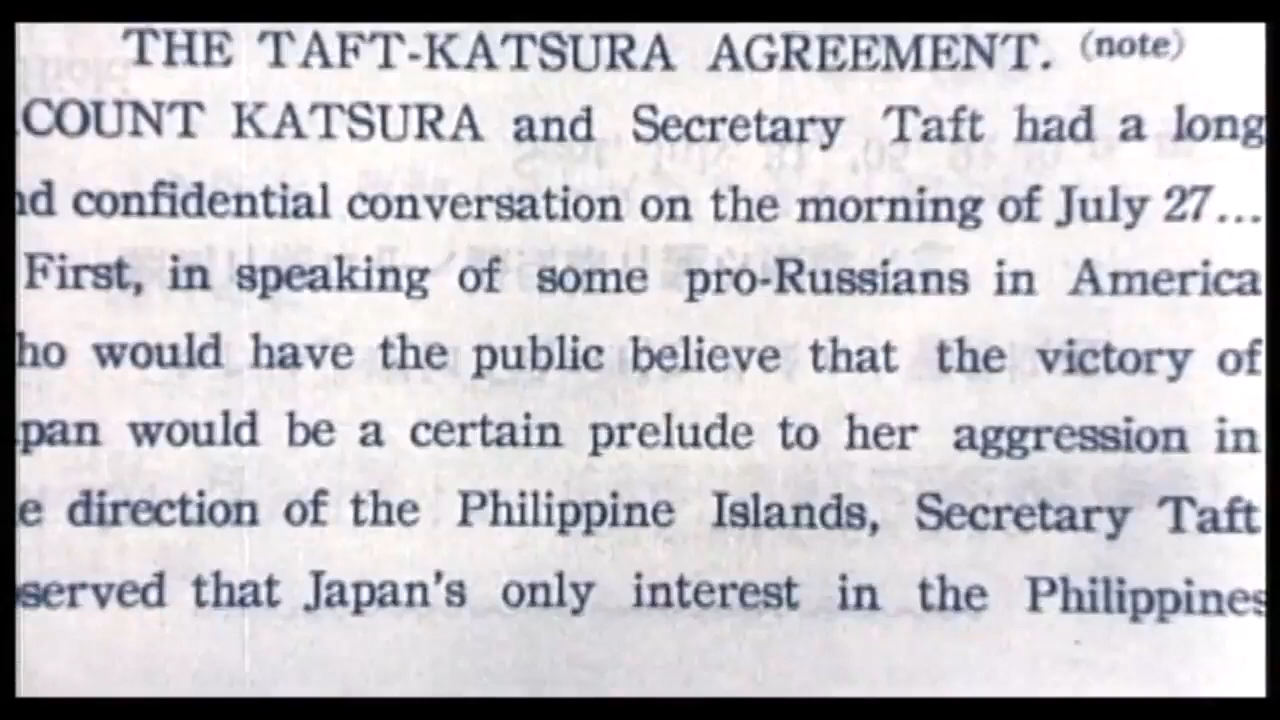 THE TAFT-KATSURA AGREEMENT. (note)
COUNT KATSURA and Secretary Taft had a long
nd confidential conversation on the morning of July 27...
First, in speaking of some pro-Russians in America
ho would have the public believe that the victory of
pan would be a certain prelude to her aggression in
e direction of the Philippine Islands, Secretary Taft
served that Japan's only interest in the Philippines